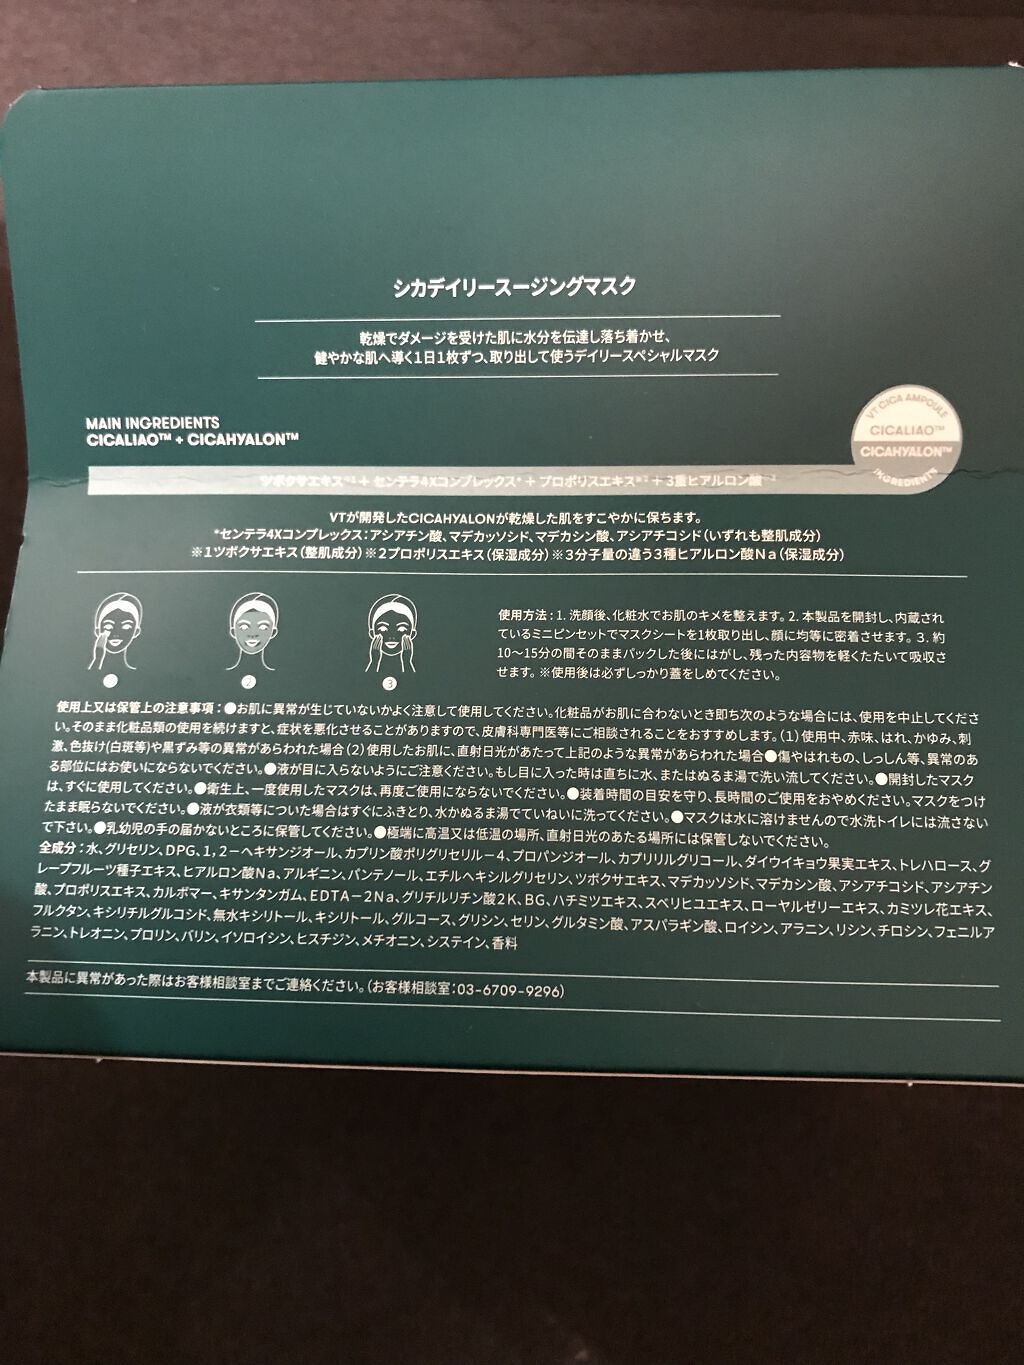 シカデイリースージングマスク
乾燥でダメージを受けた肌に水分を伝達し落ち着かせ、
健やかな肌へ導く1日1枚ずつ、取り出して使うデイリースペシャルマスク
MAIN INGREDIENTS
CICALIAO™ + CICAHYALON™
VT CICA AMPOULE
CICALIAO™
CICAHYALON™
INGREDIENTS
ツボクサエキス※1 + センテラ4Xコンプレックス* + プロポリスエキス※2 + 3重ヒアルロン酸※3
VTが開発したCICAHYALONが乾燥した肌をすこやかに保ちます。
*センテラ4Xコンプレックス：アシアチン酸、マデカッソシド、マデカシン酸、アシアチコシド（いずれも整肌成分）
※1ツボクサエキス（整肌成分）※2プロポリスエキス（保湿成分）※3分子量の違う3種ヒアルロン酸Na（保湿成分）
2
3
使用方法：1. 洗顔後、化粧水でお肌のキメを整えます。2. 本製品を開封し、内蔵され
ているミニピンセットでマスクシートを1枚取り出し、顔に均等に密着させます。3. 約
10〜15分の間そのままパックした後にはがし、残った内容物を軽くたたいて吸収さ
せます。※使用後は必ずしっかり蓋をしめてください。
使用上又は保管上の注意事項：●お肌に異常が生じていないかよく注意して使用してください。化粧品がお肌に合わないとき即ち次のような場合には、使用を中止してくださ
い。そのまま化粧品類の使用を続けますと、症状を悪化させることがありますので、皮膚科専門医等にご相談されることをおすすめします。（1）使用中、赤味、はれ、かゆみ、刺
激、色抜け（白斑等）や黒ずみ等の異常があらわれた場合（2）使用したお肌に、直射日光があたって上記のような異常があらわれた場合●傷やはれもの、しっしん等、異常のあ
る部位にはお使いにならないでください。●液が目に入らないようにご注意ください。もし目に入った時は直ちに水、またはぬるま湯で洗い流してください。●開封したマスク
は、すぐに使用してください。●衛生上、一度使用したマスクは、再度ご使用にならないでください。●装着時間の目安を守り、長時間のご使用をおやめください。マスクをつけ
たまま眠らないでください。●液が衣類等についた場合はすぐにふきとり、水かぬるま湯でていねいに洗ってください。●マスクは水に溶けませんので水洗トイレには流さない
で下さい。●乳幼児の手の届かないところに保管してください。●極端に高温又は低温の場所、直射日光のあたる場所には保管しないでください。
全成分：水、グリセリン、DPG、1，2－ヘキサンジオール、カプリン酸ポリグリセリル－4、プロパンジオール、カプリリルグリコール、ダイウイキョウ果実エキス、トレハロース、グ
レープフルーツ種子エキス、ヒアルロン酸Na、アルギニン、パンテノール、エチルヘキシルグリセリン、ツボクサエキス、マデカッソシド、マデカシン酸、アシアチコシド、アシアチン
酸、プロポリスエキス、カルボマー、キサンタンガム、EDTA－2Na、グリチルリチン酸2K、BG、ハチミツエキス、スベリヒユエキス、ローヤルゼリーエキス、カミツレ花エキス、
フルクタン、キシリチルグルコシド、無水キシリトール、キシリトール、グルコース、グリシン、セリン、グルタミン酸、アスパラギン酸、ロイシン、アラニン、リシン、チロシン、フェニルア
ラニン、トレオニン、プロリン、バリン、イソロイシン、ヒスチジン、メチオニン、システイン、香料
本製品に異常があった際はお客様相談室までご連絡ください。（お客様相談室：03-6709-9296）